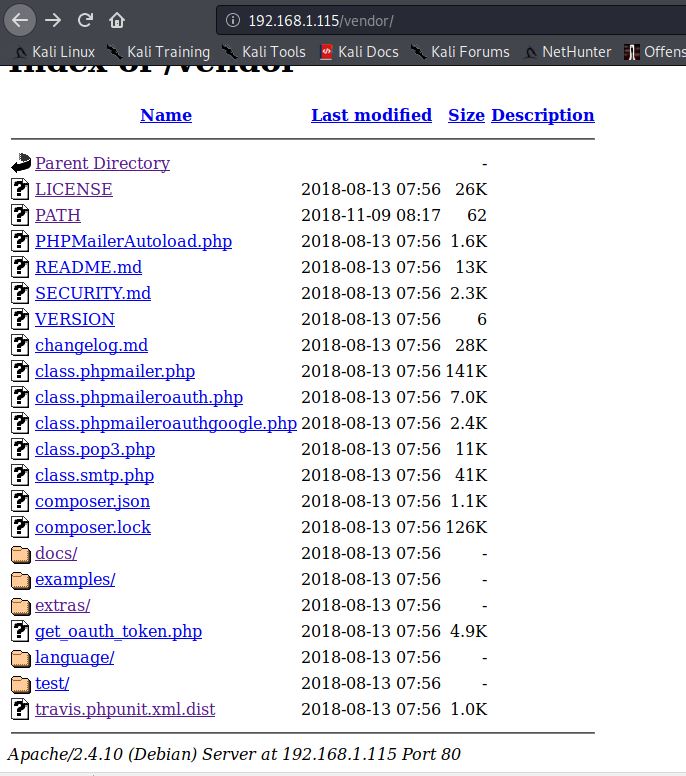 192.168.1.115/vendor/
Kali Linux Kali Training Kali Tools Kali Docs Kali Forums NetHunter Offens
Index of /vendor
Name Last modified Size Description
Parent Directory -
LICENSE 2018-08-13 07:56 26K
PATH 2018-11-09 08:17 62
PHPMailerAutoload.php 2018-08-13 07:56 1.6K
README.md 2018-08-13 07:56 13K
SECURITY.md 2018-08-13 07:56 2.3K
VERSION 2018-08-13 07:56 6
changelog.md 2018-08-13 07:56 28K
class.phpmailer.php 2018-08-13 07:56 141K
class.phpmaileroauth.php 2018-08-13 07:56 7.0K
class.phpmaileroauthgoogle.php 2018-08-13 07:56 2.4K
class.pop3.php 2018-08-13 07:56 11K
class.smtp.php 2018-08-13 07:56 41K
composer.json 2018-08-13 07:56 1.1K
composer.lock 2018-08-13 07:56 126K
docs/ 2018-08-13 07:56 -
examples/ 2018-08-13 07:56 -
extras/ 2018-08-13 07:56 -
get_oauth_token.php 2018-08-13 07:56 4.9K
language/ 2018-08-13 07:56 -
test/ 2018-08-13 07:56 -
travis.phpunit.xml.dist 2018-08-13 07:56 1.0K
Apache/2.4.10 (Debian) Server at 192.168.1.115 Port 80